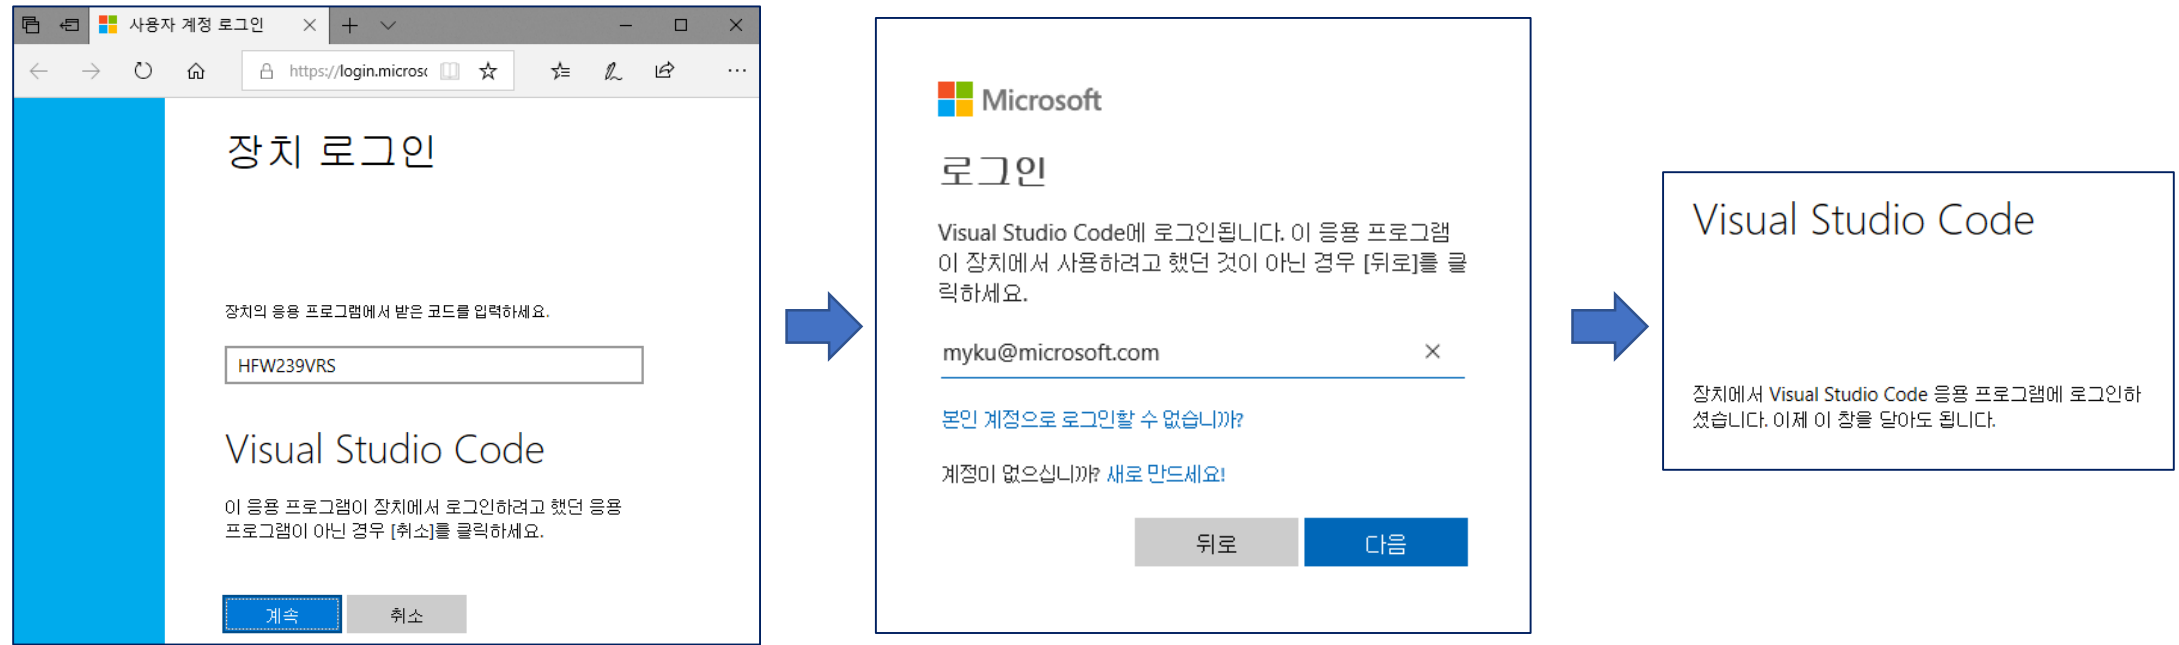 사용자 계정 로그인
https://login.microsc
장치 로그인
장치의 응용 프로그램에서 받은 코드를 입력하세요.
HFW239VRS
Visual Studio Code
이 응용 프로그램이 장치에서 로그인하려고 했던 응용
프로그램이 아닌 경우 [취소]를 클릭하세요.
계속
취소
Microsoft
로그인
Visual Studio Code에 로그인됩니다. 이 응용 프로그램
이 장치에서 사용하려고 했던 것이 아닌 경우 [뒤로]를 클
릭하세요.
myku@microsoft.com
본인 계정으로 로그인할 수 없습니까?
계정이 없으십니까? 새로 만드세요!
뒤로
다음
Visual Studio Code
장치에서 Visual Studio Code 응용 프로그램에 로그인하
셨습니다. 이제 이 창을 닫아도 됩니다.